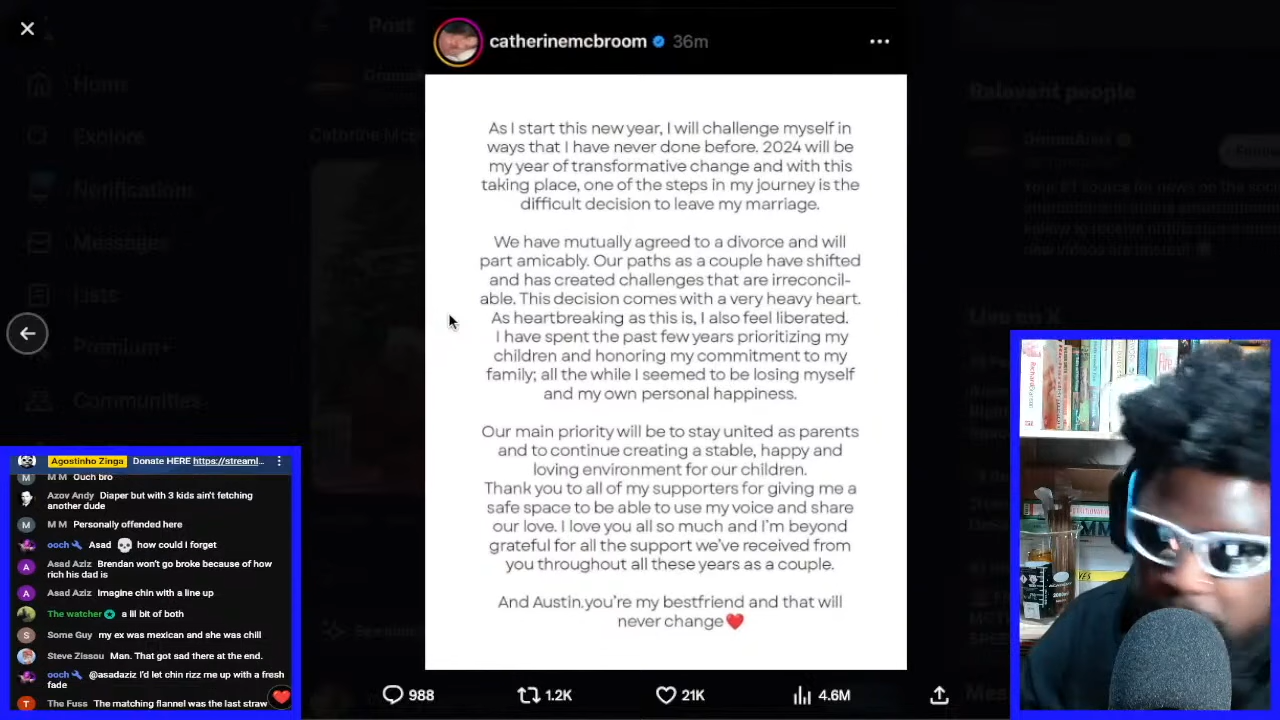 catherinemcbroom 36m
As I start this new year, I will challenge myself in
ways that I have never done before. 2024 will be
my year of transformative change and with this
taking place, one of the steps in my journey is the
difficult decision to leave my marriage.
We have mutually agreed to a divorce and will
part amicably. Our paths as a couple have shifted
and has created challenges that are irreconcil-
able. This decision comes with a very heavy heart.
As heartbreaking as this is, I also feel liberated.
I have spent the past few years prioritizing my
children and honoring my commitment to my
family; all the while I seemed to be losing myself
and my own personal happiness.
Our main priority will be to stay united as parents
and to continue creating a stable, happy and
loving environment for our children.
Thank you to all of my supporters for giving me a
safe space to be able to use my voice and share
our love. I love you all so much and I'm beyond
grateful for all the support we've received from
you throughout all these years as a couple.
And Austin,you're my bestfriend and that will
never change❤️
988 1.2K 21K 4.6M
Post
Home
Explore
Notifications
Messages
Lists
Premium+
Communities
Relevant people
Live on X
Agostinho Zinga Donate HERE https://streaml...
M M Ouch bro
Azov Andy Diaper but with 3 kids ain't fetching
another dude
M M Personally offended here
ooch Asad 💀 how could I forget
Asad Aziz Brendan won't go broke because of how
rich his dad is
Asad Aziz Imagine chin with a line up
The watcher a lil bit of both
Some Guy my ex was mexican and she was chill
Steve Zissou Man. That got sad there at the end.
ooch @asadaziz I'd let chin rizz me up with a fresh
fade
The Fuss The matching flannel was the last straw